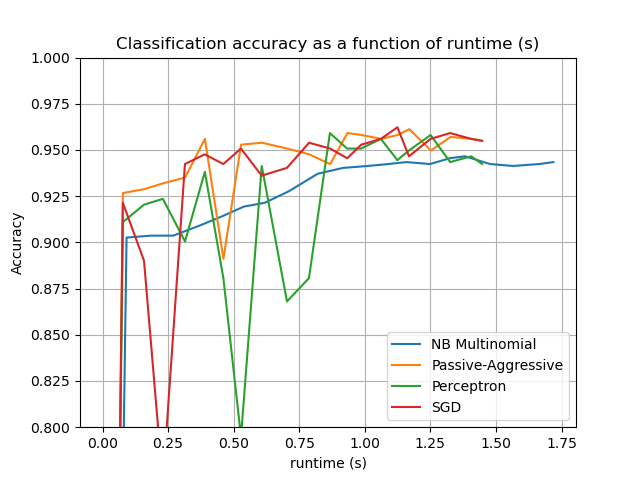 Classification accuracy as a function of runtime (s)
1.000
0.975
0.950
0.925
0.900
0.875
0.850
0.825
0.800
Accuracy
NB Multinomial
Passive-Aggressive
Perceptron
SGD
0.00 0.25 0.50 0.75 1.00 1.25 1.50 1.75
runtime (s)